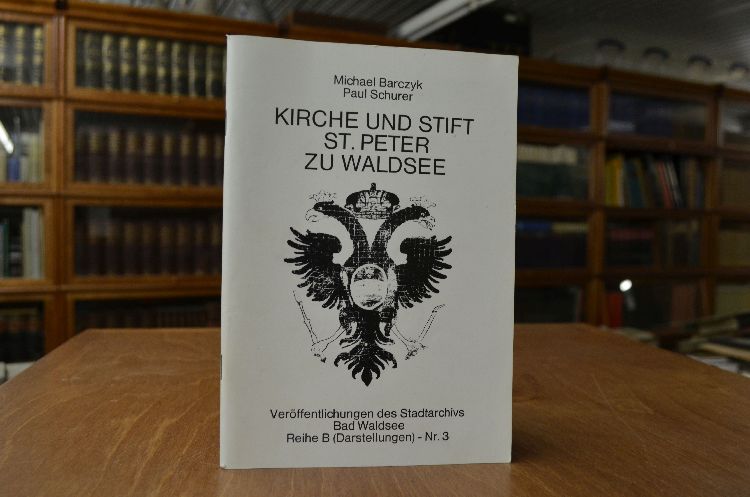 Michael Barczyk
Paul Schurer
KIRCHE UND STIFT
ST. PETER
ZU WALDSEE
Veröffentlichungen des Stadtarchivs
Bad Waldsee
Reihe B (Darstellungen) - Nr. 3